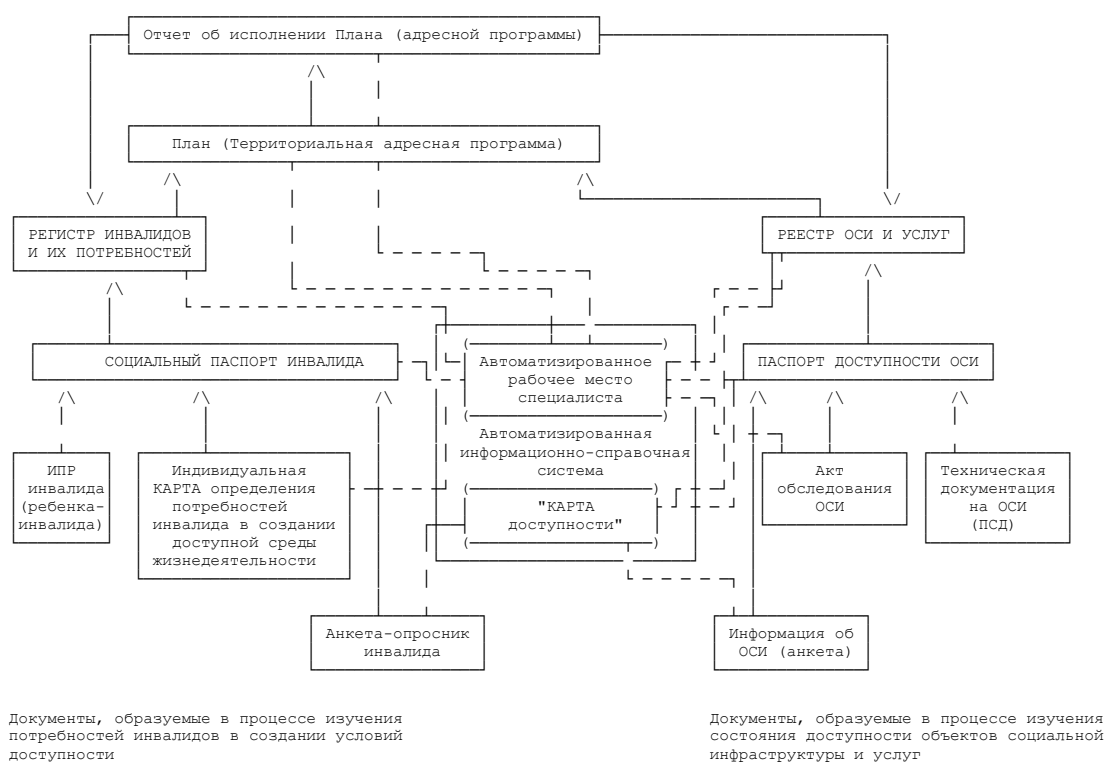 Отчет об исполнении Плана (адресной программы)
План (Территориальная адресная программа)
РЕГИСТР ИНВАЛИДОВ
И ИХ ПОТРЕБНОСТЕЙ
РЕЕСТР ОСИ И УСЛУГ
СОЦИАЛЬНЫЙ ПАСПОРТ ИНВАЛИДА
Автоматизированное
рабочее место
специалиста
ПАСПОРТ ДОСТУПНОСТИ ОСИ
Автоматизированная
информационно-справочная
система
"КАРТА
доступности"
ИПР
инвалида
(ребенка-
инвалида)
Индивидуальная
КАРТА определения
потребностей
инвалида в создании
доступной среды
жизнедеятельности
Акт
обследования
ОСИ
Техническая
документация
на ОСИ
(ПСД)
Анкета-опросник
инвалида
Информация об
ОСИ (анкета)
Документы, образуемые в процессе изучения
потребностей инвалидов в создании условий
доступности
Документы, образуемые в процессе изучения
состояния доступности объектов социальной
инфраструктуры и услуг